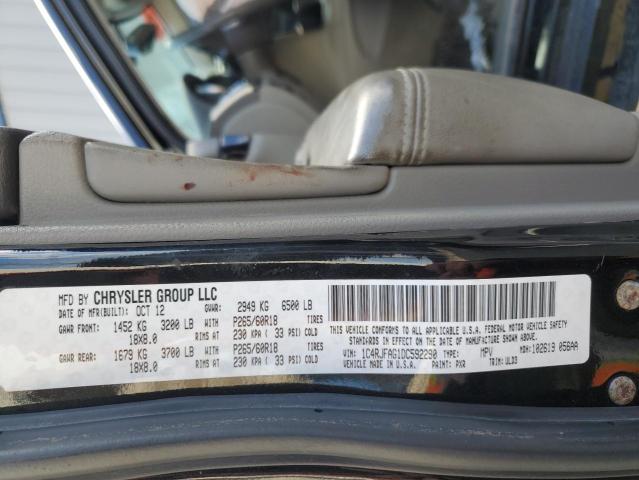 MFD BY CHRYSLER GROUP LLC
DATE OF MFR(BUILT): OCT 12 GVWR: 2949 KG 6500 LB
GAWR FRONT: 1452 KG 3200 LB WITH P265/60R18 TIRES
18X8.0 RIMS AT 230 KPA ( 33 PSI) COLD
GAWR REAR: 1679 KG 3700 LB WITH P265/60R18 TIRES
18X8.0 RIMS AT 230 KPA ( 33 PSI) COLD
THIS VEHICLE CONFORMS TO ALL APPLICABLE U.S.A. FEDERAL MOTOR VEHICLE SAFETY
STANDARDS IN EFFECT ON THE DATE OF MANUFACTURE SHOWN ABOVE.
VIN: 1C4RJFAG1DC592290 MPV MDH: 102619 056AA
VEHICLE MADE IN U.S.A. PAINT: PXR TRIM: ULD9